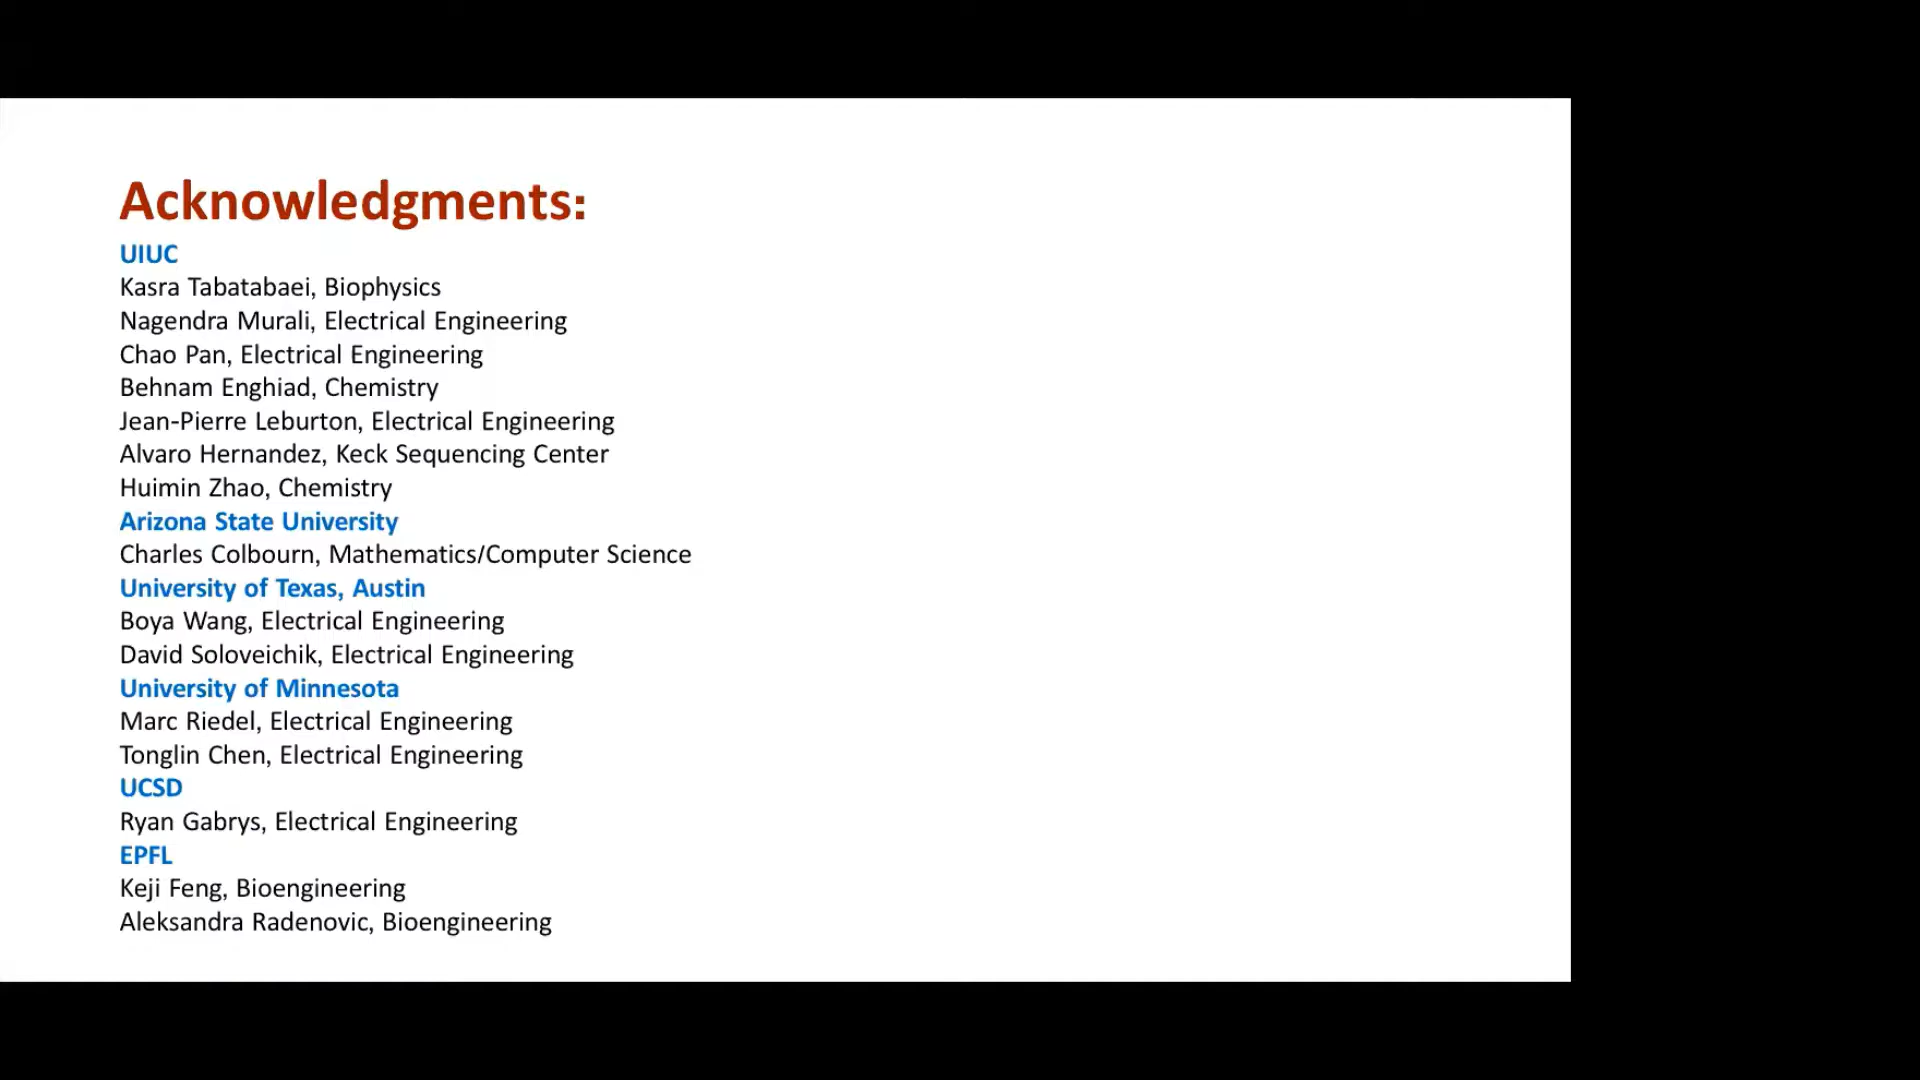 Acknowledgments:
UIUC
Kasra Tabatabaei, Biophysics
Nagendra Murali, Electrical Engineering
Chao Pan, Electrical Engineering
Behnam Enghiad, Chemistry
Jean-Pierre Leburton, Electrical Engineering
Alvaro Hernandez, Keck Sequencing Center
Huimin Zhao, Chemistry
Arizona State University
Charles Colbourn, Mathematics/Computer Science
University of Texas, Austin
Boya Wang, Electrical Engineering
David Soloveichik, Electrical Engineering
University of Minnesota
Marc Riedel, Electrical Engineering
Tonglin Chen, Electrical Engineering
UCSD
Ryan Gabrys, Electrical Engineering
EPFL
Keji Feng, Bioengineering
Aleksandra Radenovic, Bioengineering